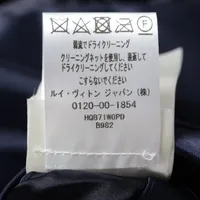 弱流でドライクリーニング
クリーニングネットを使用し、裏返して
ドライクリーニングしてください
こすらないでください
ルイ・ヴィトン ジャパン（株）
0120-00-1854
HQB71WOPD
B982